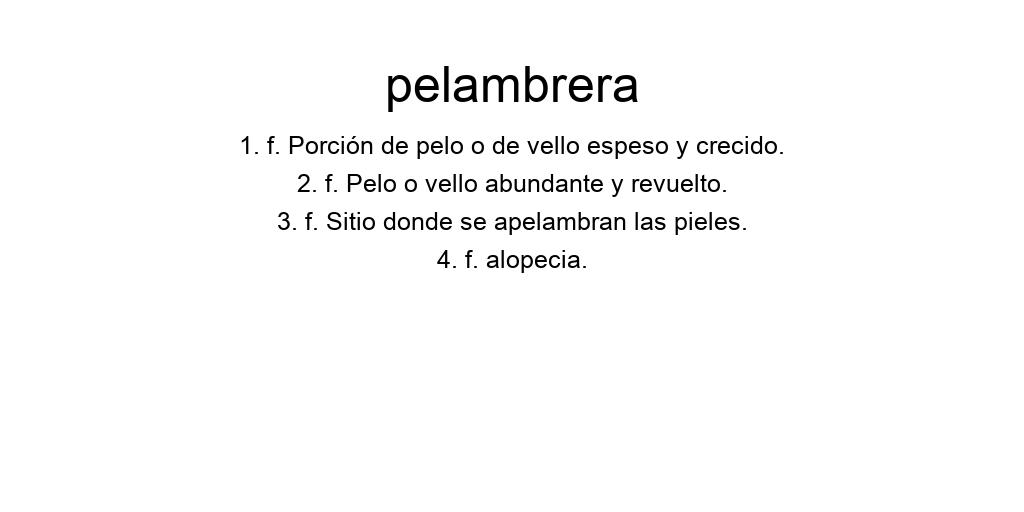 pelambrera
1. f. Porción de pelo o de vello espeso y crecido.
2. f. Pelo o vello abundante y revuelto.
3. f. Sitio donde se apelambran las pieles.
4. f. alopecia.